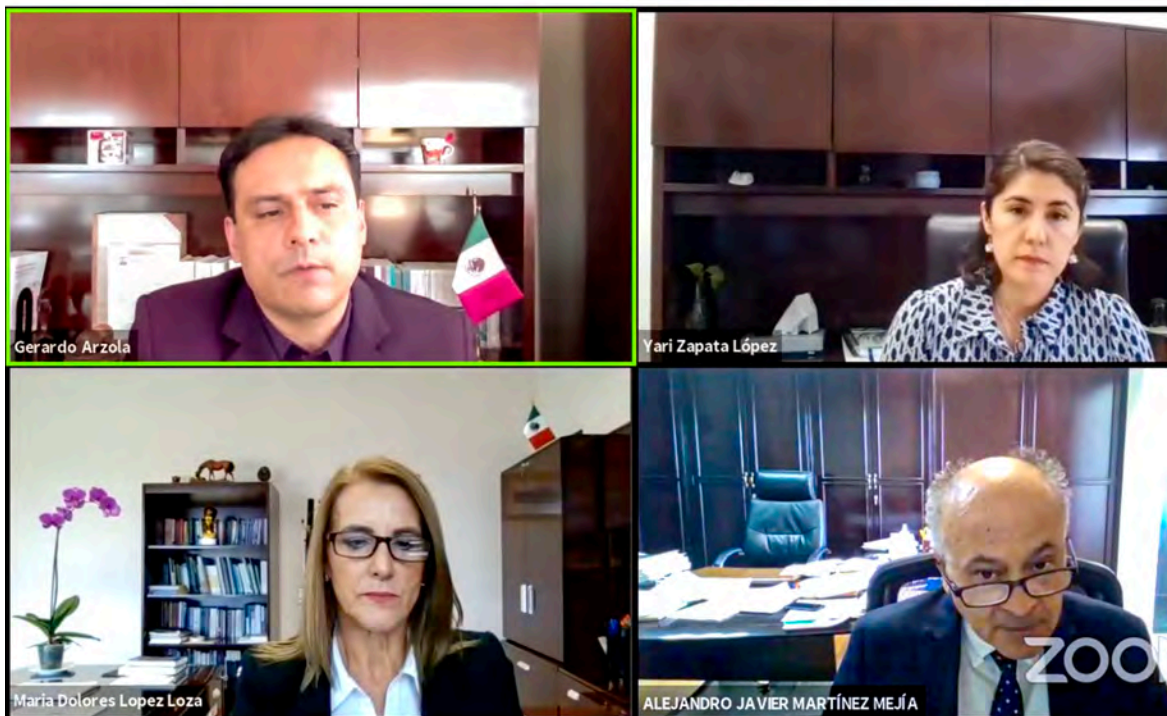 Gerardo Arzola
Yari Zapata López
Maria Dolores Lopez Loza
ALEJANDRO JAVIER MARTÍNEZ MEJÍA
ZOOM